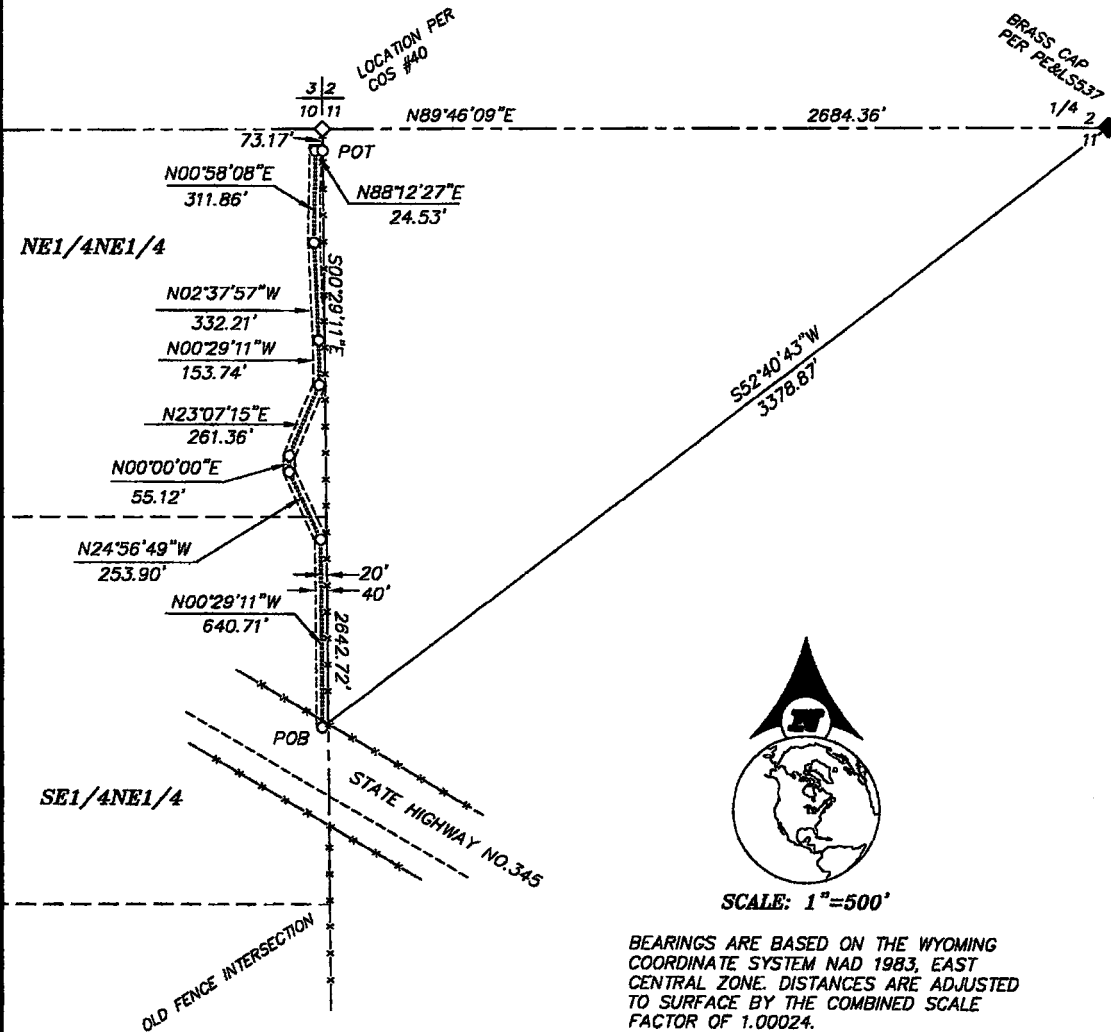 LOCATION PER
COS #40
BRASS CAP
PER PE&LS537
3 2
10 11
N89°46'09"E
2684.36'
1/4 2
11
73.17'
POT
N00°58'08"E
311.86'
N88°12'27"E
24.53'
NE1/4NE1/4
S00°29'11"E
N02°37'57"W
332.21'
N00°29'11"W
153.74'
S52°40'43"W
3378.87'
N23°07'15"E
261.36'
N00°00'00"E
55.12'
N24°56'49"W
253.90'
20'
40'
N00°29'11"W
640.71'
2642.72'
POB
N
STATE HIGHWAY NO.345
SE1/4NE1/4
SCALE: 1"=500'
OLD FENCE INTERSECTION
BEARINGS ARE BASED ON THE WYOMING
COORDINATE SYSTEM NAD 1983, EAST
CENTRAL ZONE. DISTANCES ARE ADJUSTED
TO SURFACE BY THE COMBINED SCALE
FACTOR OF 1.00024.